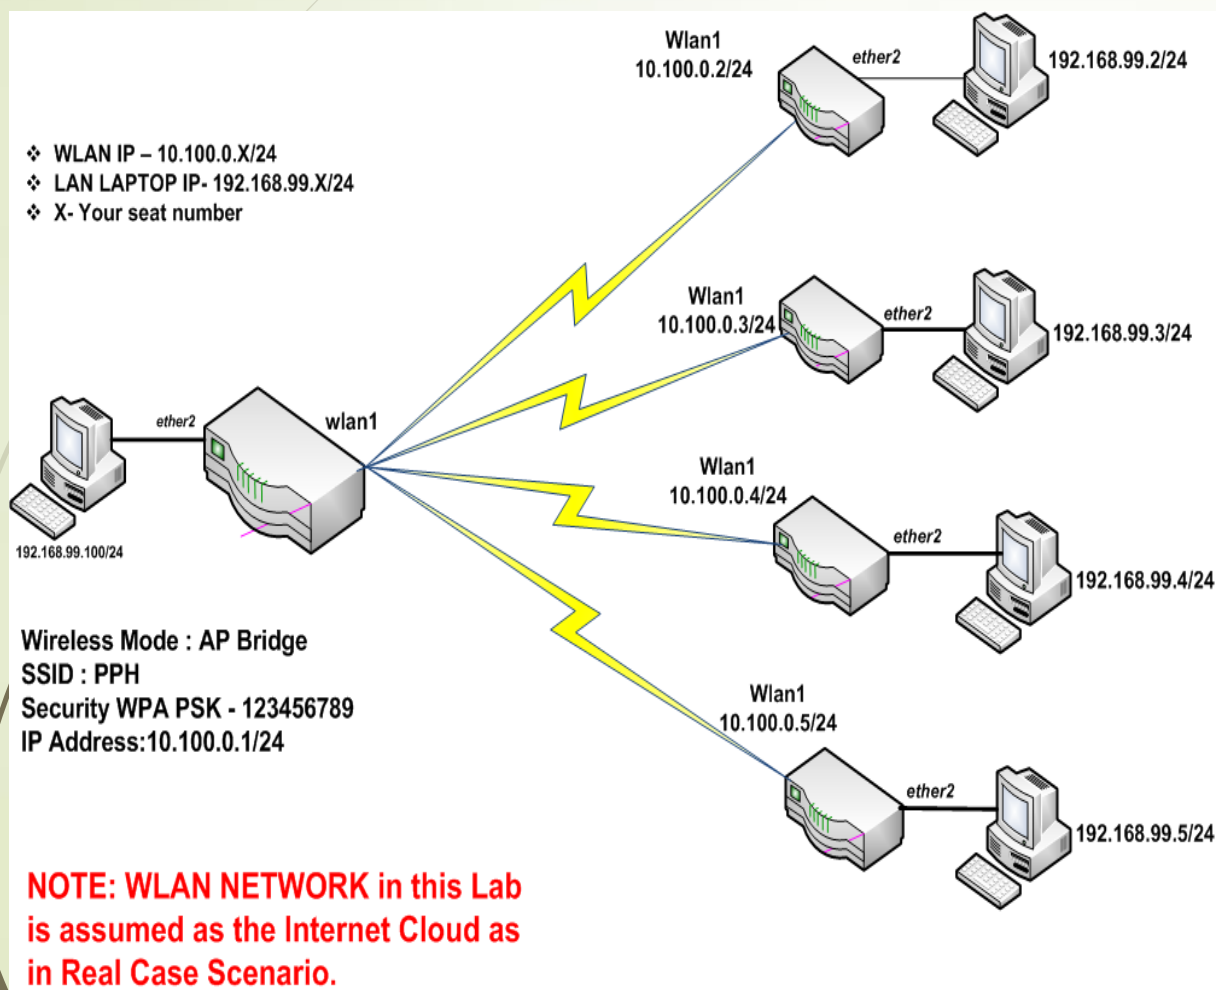 Wlan1
10.100.0.2/24
ether2
192.168.99.2/24
❖ WLAN IP – 10.100.0.X/24
❖ LAN LAPTOP IP- 192.168.99.X/24
❖ X- Your seat number
Wlan1
10.100.0.3/24
ether2
192.168.99.3/24
ether2
wlan1
192.168.99.100/24
Wlan1
10.100.0.4/24
ether2
192.168.99.4/24
Wireless Mode : AP Bridge
SSID : PPH
Security WPA PSK - 123456789
IP Address:10.100.0.1/24
Wlan1
10.100.0.5/24
ether2
192.168.99.5/24
NOTE: WLAN NETWORK in this Lab
is assumed as the Internet Cloud as
in Real Case Scenario.